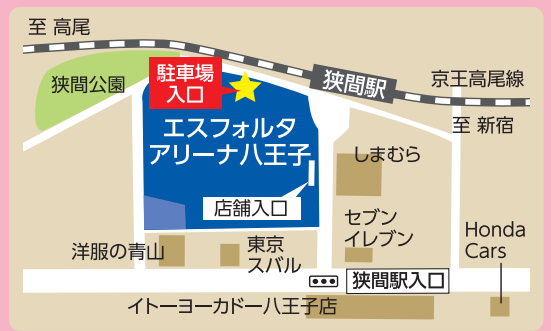 至 高尾
狭間公園
駐車場
入口
狭間駅
京王高尾線
至 新宿
エスフォルタ
アリーナ八王子
しまむら
店舗入口
セブン
イレブン
洋服の青山
東京
スバル
Honda
Cars
狭間駅入口
イトーヨーカドー八王子店